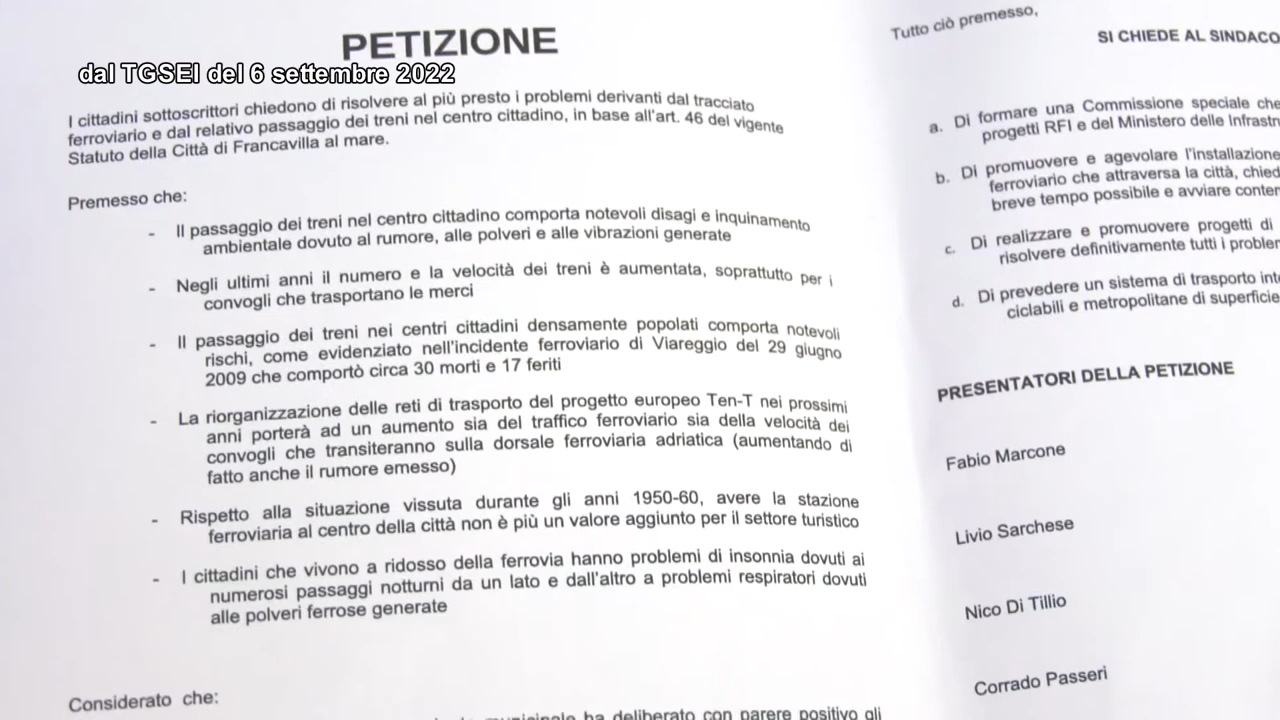 PETIZIONE
dal TGSEI del 6 settembre 2022
I cittadini sottoscrittori chiedono di risolvere al più presto i problemi derivanti dal tracciato
ferroviario e dal relativo passaggio dei treni nel centro cittadino, in base all'art. 46 del vigente
Statuto della Città di Francavilla al mare.
Premesso che:
- Il passaggio dei treni nel centro cittadino comporta notevoli disagi e inquinamento
ambientale dovuto al rumore, alle polveri e alle vibrazioni generate
- Negli ultimi anni il numero e la velocità dei treni è aumentata, soprattutto per i
convogli che trasportano le merci
- Il passaggio dei treni nei centri cittadini densamente popolati comporta notevoli
rischi, come evidenziato nell'incidente ferroviario di Viareggio del 29 giugno
2009 che comportò circa 30 morti e 17 feriti
- La riorganizzazione delle reti di trasporto del progetto europeo Ten-T nei prossimi
anni porterà ad un aumento sia del traffico ferroviario sia della velocità dei
convogli che transiteranno sulla dorsale ferroviaria adriatica (aumentando di
fatto anche il rumore emesso)
- Rispetto alla situazione vissuta durante gli anni 1950-60, avere la stazione
ferroviaria al centro della città non è più un valore aggiunto per il settore turistico
- I cittadini che vivono a ridosso della ferrovia hanno problemi di insonnia dovuti ai
numerosi passaggi notturni da un lato e dall'altro a problemi respiratori dovuti
alle polveri ferrose generate
Considerato che:
ha deliberato con parere positivo gli
Tutto ciò premesso,
SI CHIEDE AL SINDACO
a. Di formare una Commissione speciale che
progetti RFI e del Ministero delle Infrastr
b. Di promuovere e agevolare l'installazione
ferroviario che attraversa la città, chied
breve tempo possibile e avviare conter
c. Di realizzare e promuovere progetti di
risolvere definitivamente tutti i probler
d. Di prevedere un sistema di trasporto inte
ciclabili e metropolitane di superficie
PRESENTATORI DELLA PETIZIONE
Fabio Marcone
Livio Sarchese
Nico Di Tillio
Corrado Passeri